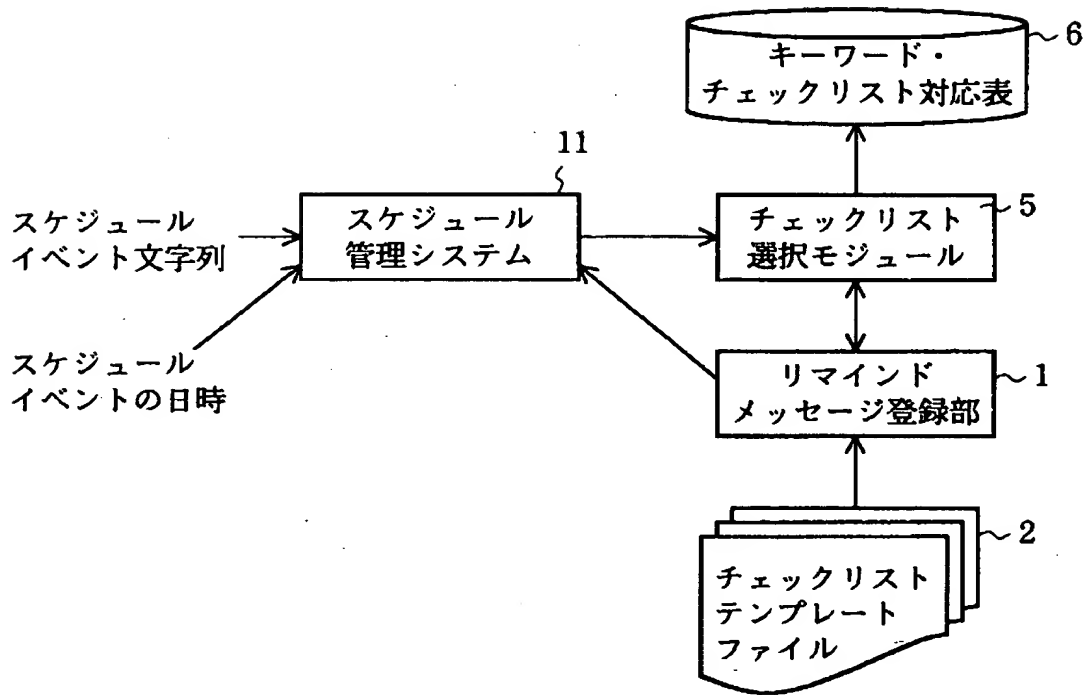 キーワード・
チェックリスト対応表
6
11
スケジュール
イベント文字列
スケジュール
管理システム
チェックリスト
選択モジュール
5
スケジュール
イベントの日時
リマインド
メッセージ登録部
1
チェックリスト
テンプレート
ファイル
2